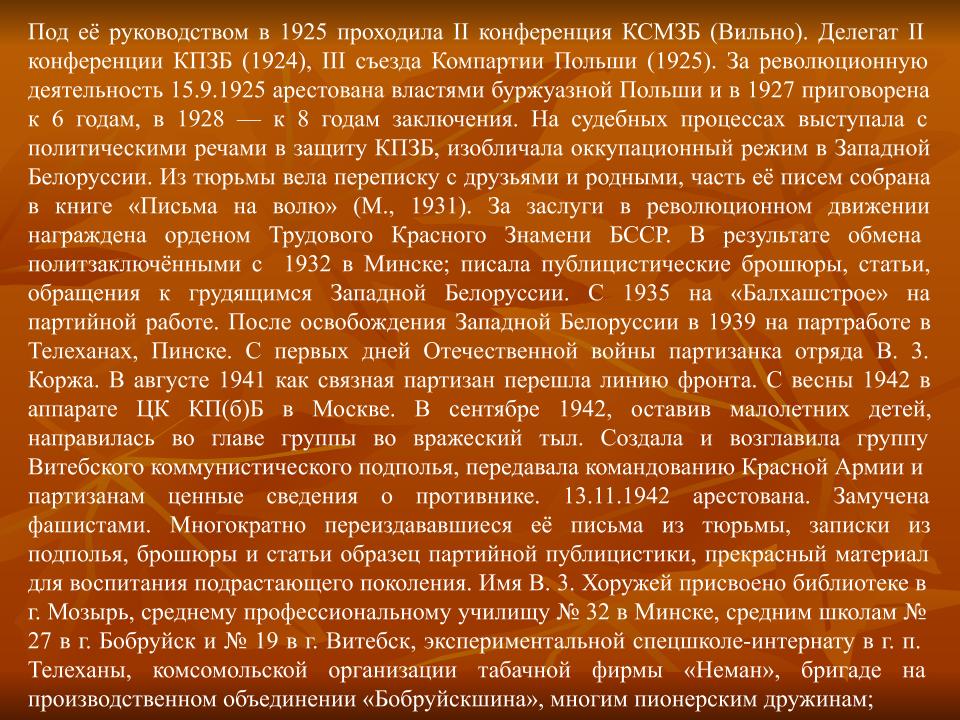 Под её руководством в 1925 проходила II конференция КСМЗБ (Вильно). Делегат II
конференции КПЗБ (1924), III съезда Компартии Польши (1925). За революционную
деятельность 15.9.1925 арестована властями буржуазной Польши и в 1927 приговорена
к 6 годам, в 1928 — к 8 годам заключения. На судебных процессах выступала с
политическими речами в защиту КПЗБ, изобличала оккупационный режим в Западной
Белоруссии. Из тюрьмы вела переписку с друзьями и родными, часть её писем собрана
в книге «Письма на волю» (М., 1931). За заслуги в революционном движении
награждена орденом Трудового Красного Знамени БССР. В результате обмена
политзаключёнными с 1932 в Минске; писала публицистические брошюры, статьи,
обращения к грудящимся Западной Белоруссии. С 1935 на «Балхашстрое» на
партийной работе. После освобождения Западной Белоруссии в 1939 на партработе в
Телеханах, Пинске. С первых дней Отечественной войны партизанка отряда В. З.
Коржа. В августе 1941 как связная партизан перешла линию фронта. С весны 1942 в
аппарате ЦК КП(б)Б в Москве. В сентябре 1942, оставив малолетних детей,
направилась во главе группы во вражеский тыл. Создала и возглавила группу
Витебского коммунистического подполья, передавала командованию Красной Армии и
партизанам ценные сведения о противнике. 13.11.1942 арестована. Замучена
фашистами. Многократно переиздававшиеся её письма из тюрьмы, записки из
подполья, брошюры и статьи образец партийной публицистики, прекрасный материал
для воспитания подрастающего поколения. Имя В. З. Хоружей присвоено библиотеке в
г. Мозырь, среднему профессиональному училищу № 32 в Минске, средним школам №
27 в г. Бобруйск и № 19 в г. Витебск, экспериментальной спецшколе-интернату в г. п.
Телеханы, комсомольской организации табачной фирмы «Неман», бригаде на
производственном объединении «Бобруйскшина», многим пионерским дружинам;